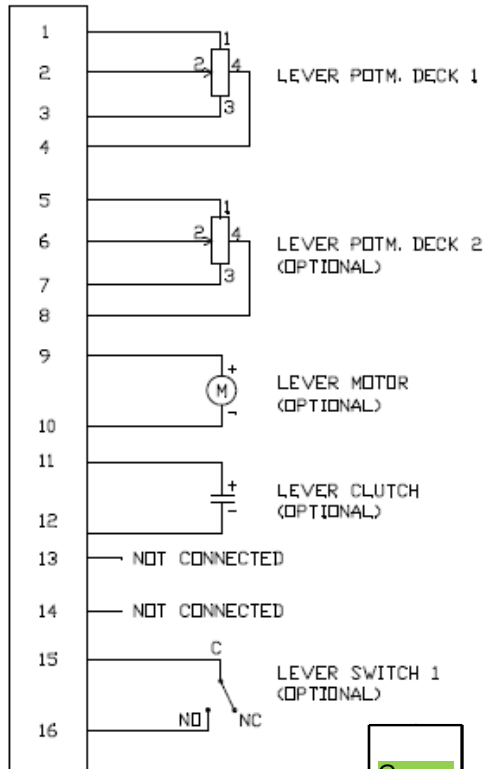 1
1
2
2 4
LEVER POTM. DECK 1
3
3
4
5
1
6
2 4
LEVER POTM. DECK 2
(OPTIONAL)
7
3
8
9
+
M
LEVER MOTOR
(OPTIONAL)
-
10
11
+
LEVER CLUTCH
(OPTIONAL)
-
12
13
NOT CONNECTED
14
NOT CONNECTED
15
C
LEVER SWITCH 1
(OPTIONAL)
16
NO NC